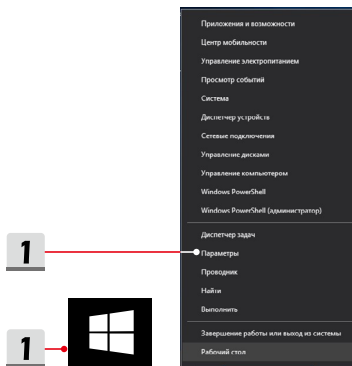 Приложения и возможности
Центр мобильности
Управление электропитанием
Просмотр событий
Система
Диспетчер устройств
Сетевые подключения
Управление дисками
Управление компьютером
Windows PowerShell
Windows PowerShell (администратор)
Диспетчер задач
1
Параметры
Проводник
Найти
Выполнить
Завершение работы или выход из системы
1
Рабочий стол